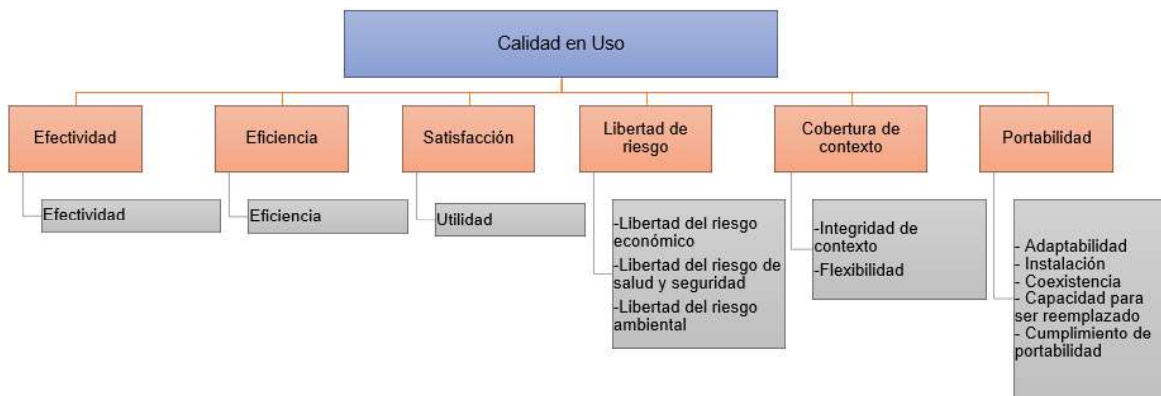 Calidad en Uso
Efectividad
Eficiencia
Satisfacción
Libertad de
riesgo
Cobertura de
contexto
Portabilidad
Efectividad
Eficiencia
Utilidad
-Libertad del riesgo
económico
-Libertad del riesgo de
salud y seguridad
-Libertad del riesgo
ambiental
-Integridad de
contexto
-Flexibilidad
- Adaptabilidad
- Instalación
- Coexistencia
- Capacidad para
ser reemplazado
- Cumplimiento de
portabilidad